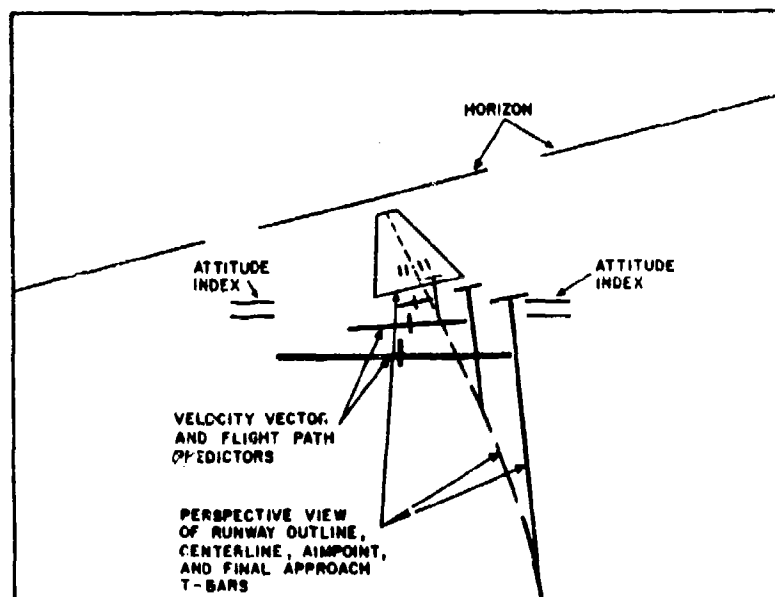 HORIZON
ATTITUDE
INDEX
ATTITUDE
INDEX
VELOCITY VECTOR
AND FLIGHT PATH
PREDICTORS
PERSPECTIVE VIEW
OF RUNWAY OUTLINE,
CENTERLINE, AIMPOINT,
AND FINAL APPROACH
T-BARS